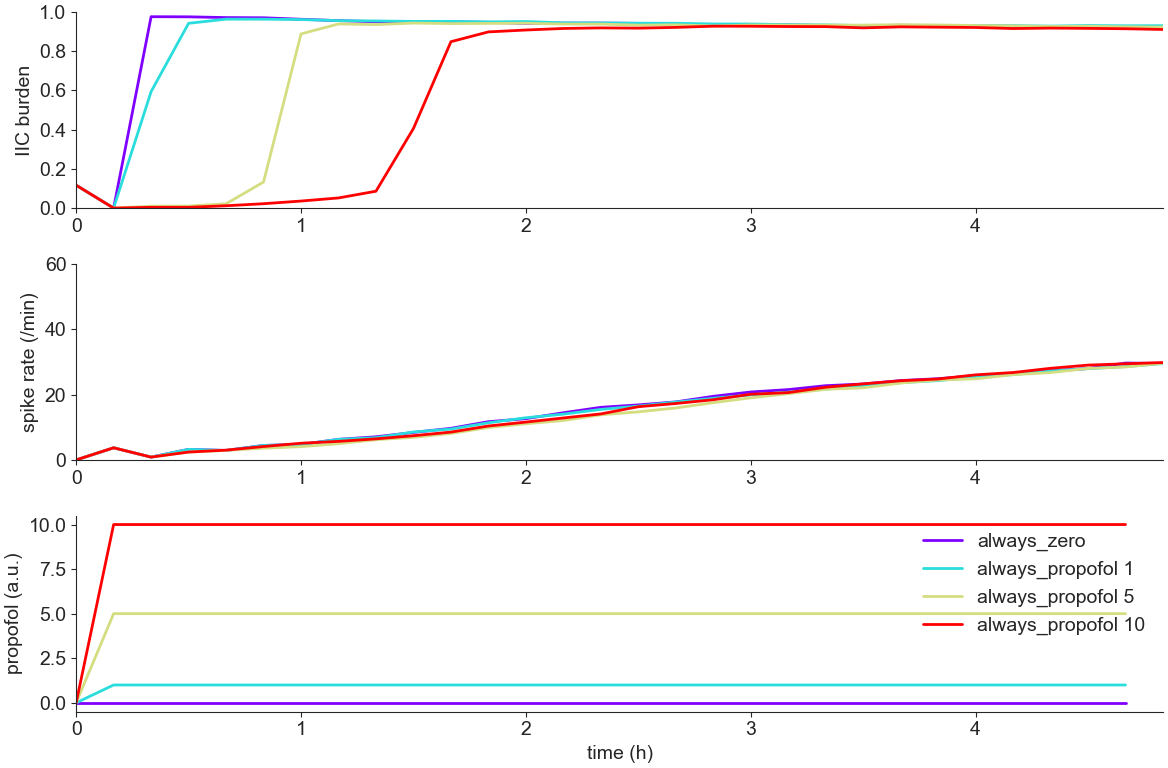 1.0
0.8
0.6
0.4
0.2
0.0
IIC burden
0 1 2 3 4
60
40
20
0
spike rate (/min)
0 1 2 3 4
10.0
7.5
5.0
2.5
0.0
propofol (a.u.)
always_zero
always_propofol 1
always_propofol 5
always_propofol 10
0 1 2 3 4
time (h)